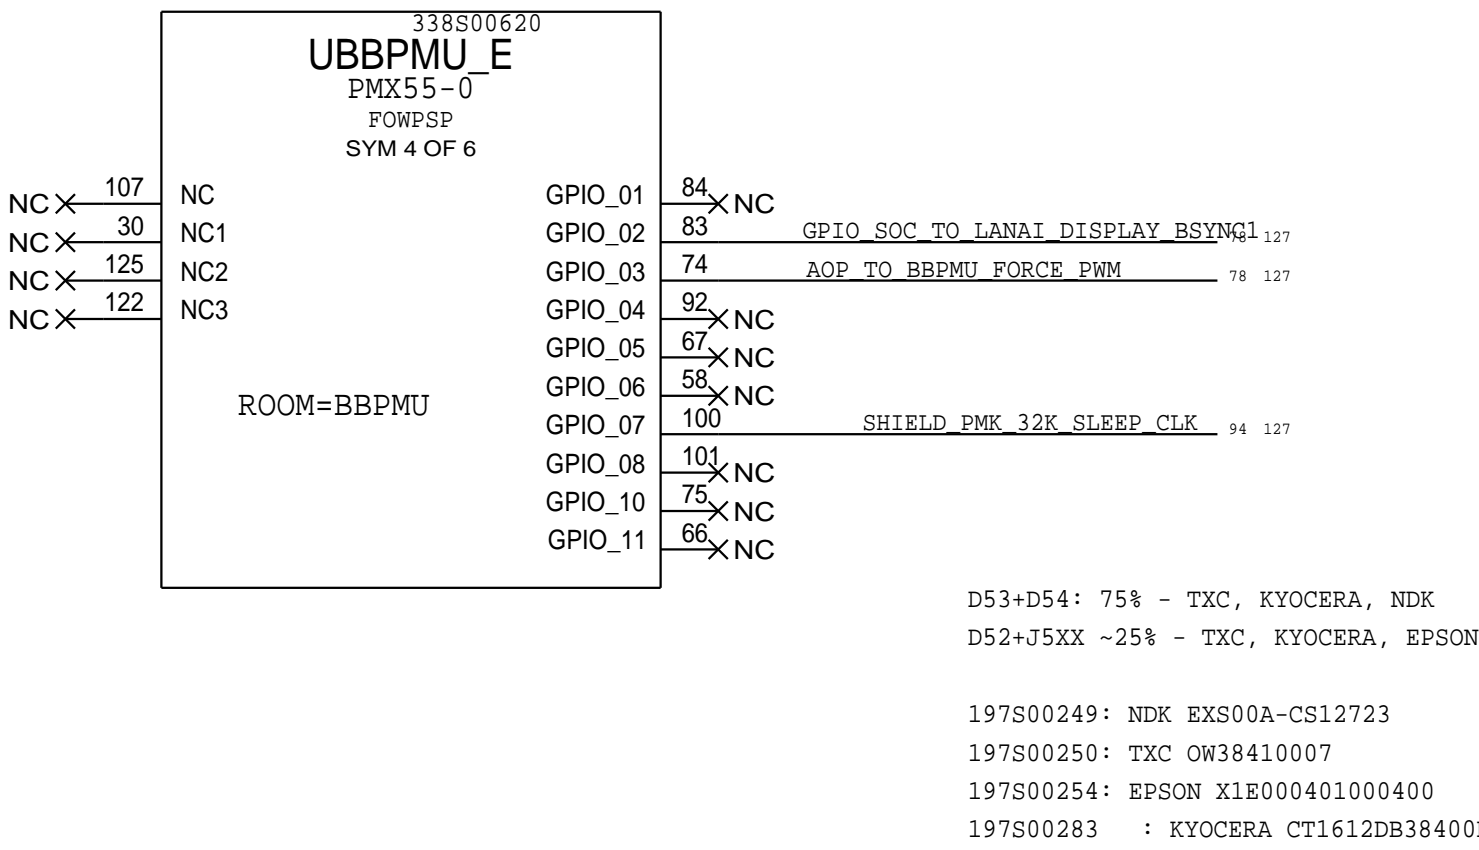 338S00620
UBBPMU_E
PMX55-0
FOWPSP
SYM 4 OF 6
NC 107 NC GPIO_01 84 NC
NC 30 NC1 GPIO_02 83 GPIO_SOC_TO_LANAI_DISPLAY_BSYNC1 78 127
NC 125 NC2 GPIO_03 74 AOP_TO_BBPMU_FORCE_PWM 78 127
NC 122 NC3 GPIO_04 92 NC
GPIO_05 67 NC
GPIO_06 58 NC
ROOM=BBPMU
GPIO_07 100 SHIELD_PMK_32K_SLEEP_CLK 94 127
GPIO_08 101 NC
GPIO_10 75 NC
GPIO_11 66 NC
D53+D54: 75% - TXC, KYOCERA, NDK
D52+J5XX ~25% - TXC, KYOCERA, EPSON
197S00249: NDK EXS00A-CS12723
197S00250: TXC OW38410007
197S00254: EPSON X1E000401000400
197S00283 : KYOCERA CT1612DB38400